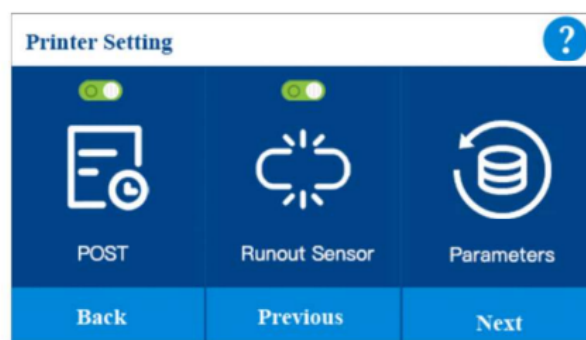 Printer Setting ?
POST Runout Sensor Parameters
Back Previous Next